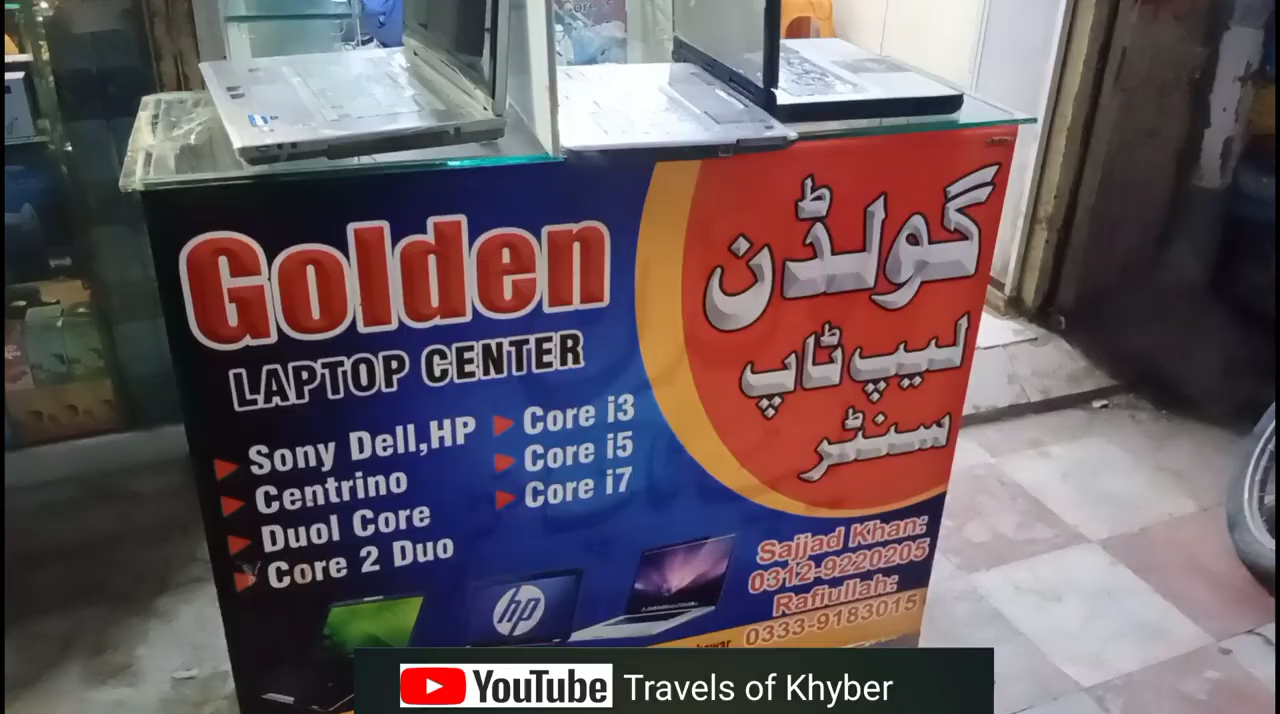 Golden
LAPTOP CENTER
Sony Dell,HP
Centrino
Duol Core
Core 2 Duo
Core i3
Core i5
Core i7
گولڈن
لیپ ٹاپ
سنٹر
Sajjad Khan:
0312-9220205
Rafiullah:
0333-9183015
hp
YouTube Travels of Khyber